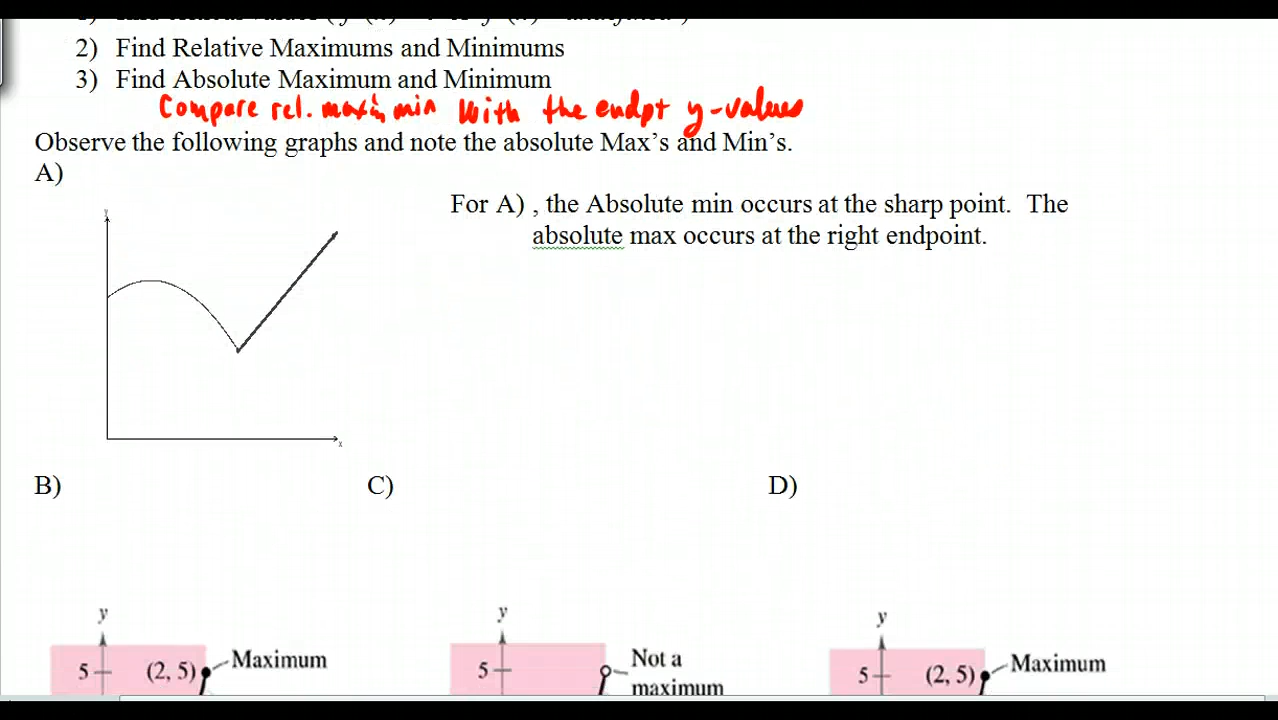 2) Find Relative Maximums and Minimums
3) Find Absolute Maximum and Minimum
Compare rel. max min with the endpt y-values
Observe the following graphs and note the absolute Max's and Min's.
A)
For A) , the Absolute min occurs at the sharp point. The
absolute max occurs at the right endpoint.
y
x
B) C) D)
y y y
5 (2, 5) Maximum
5 Not a
maximum
5 (2, 5) Maximum